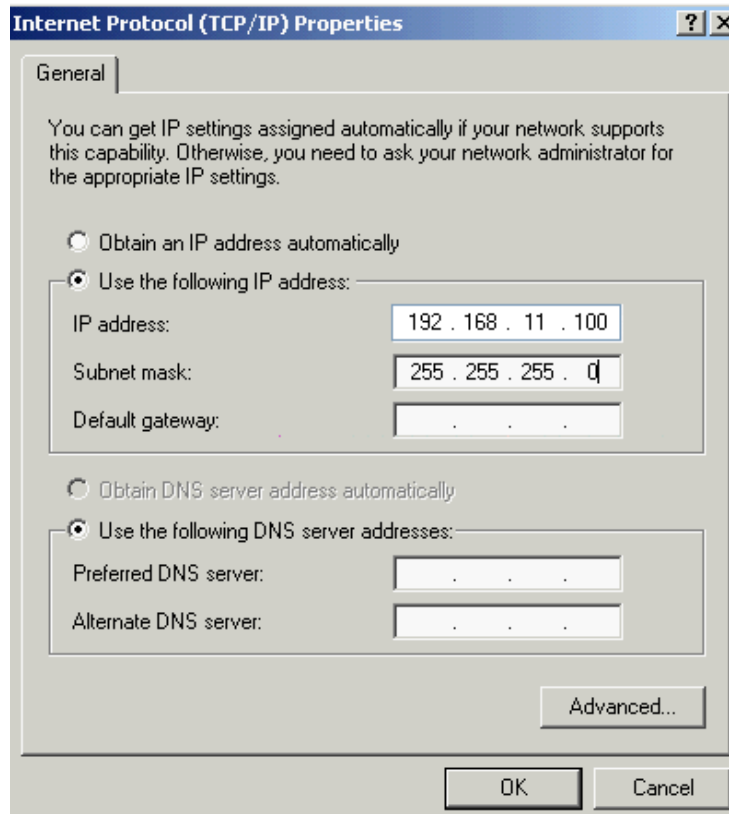 Internet Protocol (TCP/IP) Properties
General
You can get IP settings assigned automatically if your network supports
this capability. Otherwise, you need to ask your network administrator for
the appropriate IP settings.
Obtain an IP address automatically
Use the following IP address:
IP address: 192 . 168 . 11 . 100
Subnet mask: 255 . 255 . 255 . 0
Default gateway: . . .
Obtain DNS server address automatically
Use the following DNS server addresses:
Preferred DNS server: . . .
Alternate DNS server: . . .
Advanced...
OK Cancel